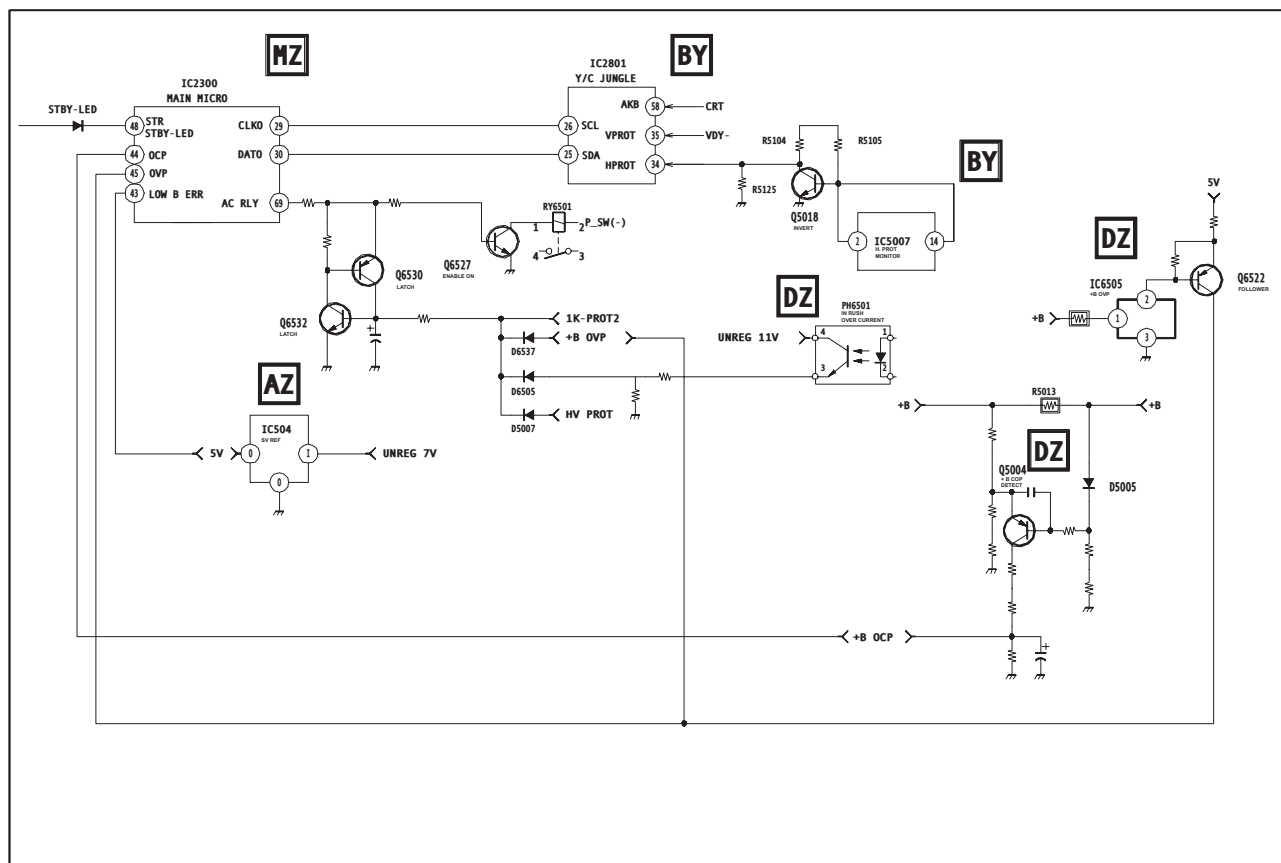 MZ
BY
IC2300
MAIN MICRO
IC2801
Y/C JUNGLE
STBY-LED
48 STR
STBY-LED
44 OCP
45 OVP
43 LOW B ERR
CLKO 29
DATO 30
AC RLY 69
26 SCL
25 SDA
AKB 58 CRT
VPROT 35 VDY-
HPROT 34
R5104
R5105
R5125
Q5018
INVERT
BY
2 IC5007 14
H. PROT
MONITOR
RY6501
1 2 P_SW(-)
4 3
Q6527
ENABLE ON
Q6530
LATCH
Q6532
LATCH
+
1K-PROT2
+B OVP
D6537
D6505
HV PROT
D5007
DZ
PH6501
IN RUSH
OVER CURRENT
UNREG 11V
4 1
3 2
5V
DZ
IC6505
+B OVP
Q6522
FOLLOWER
+B
1
2
3
AZ
IC504
5V REF
5V
O I
O
UNREG 7V
R5013
+B +B
DZ
Q5004
+ B COP
DETECT
D5005
+B OCP
+